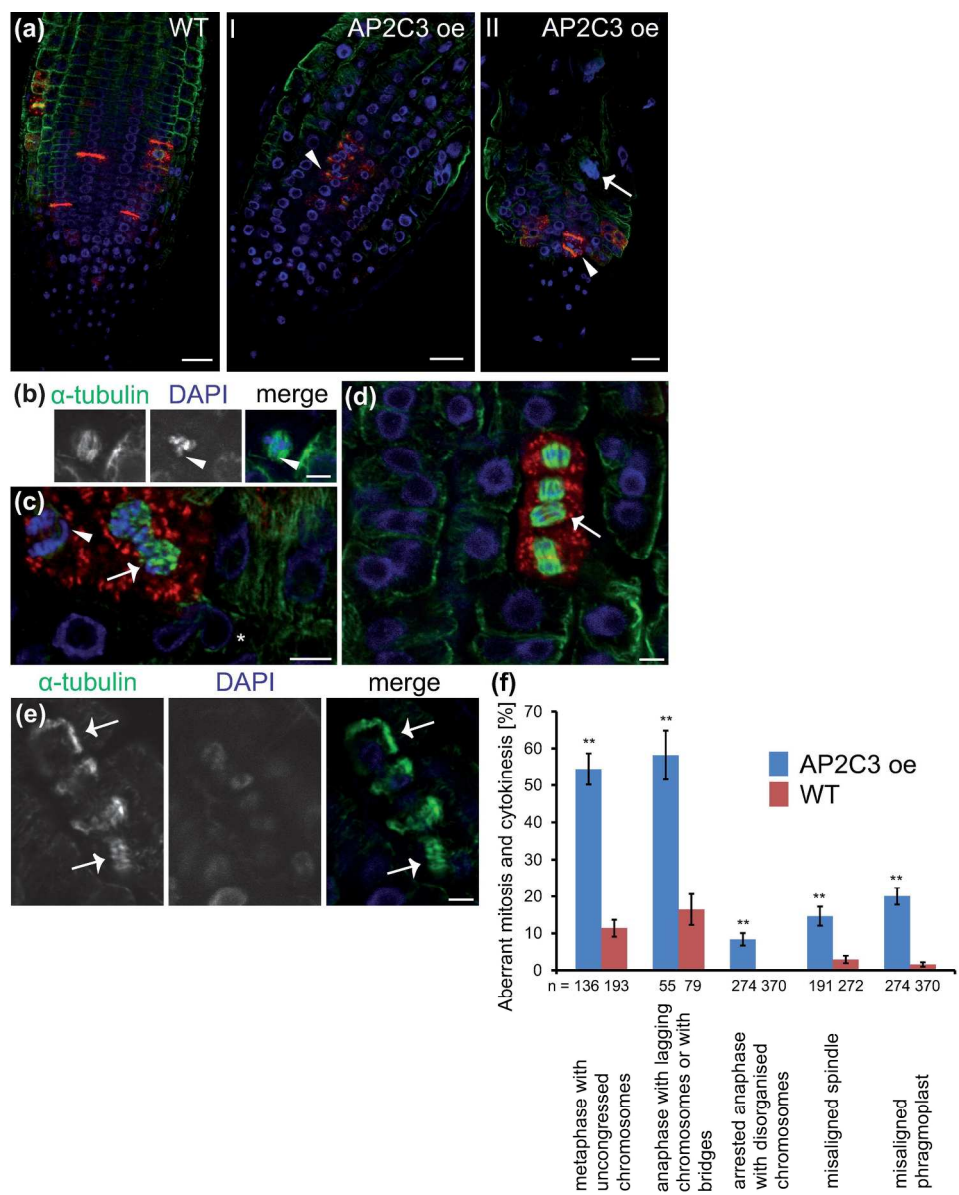 (a) WT I AP2C3 oe II AP2C3 oe
(b) α-tubulin DAPI merge
(d)
(c)
*
α-tubulin DAPI merge
(e)
(f)
Aberrant mitosis and cytokinesis [%]
70
60
50
40
30
20
10
0
** ** ** ** **
AP2C3 oe
WT
n = 136 193 55 79 274 370 191 272 274 370
metaphase with
uncongressed
chromosomes
anaphase with lagging
chromosomes or with
bridges
arrested anaphase
with disorganised
chromosomes
misaligned spindle
misaligned
phragmoplast